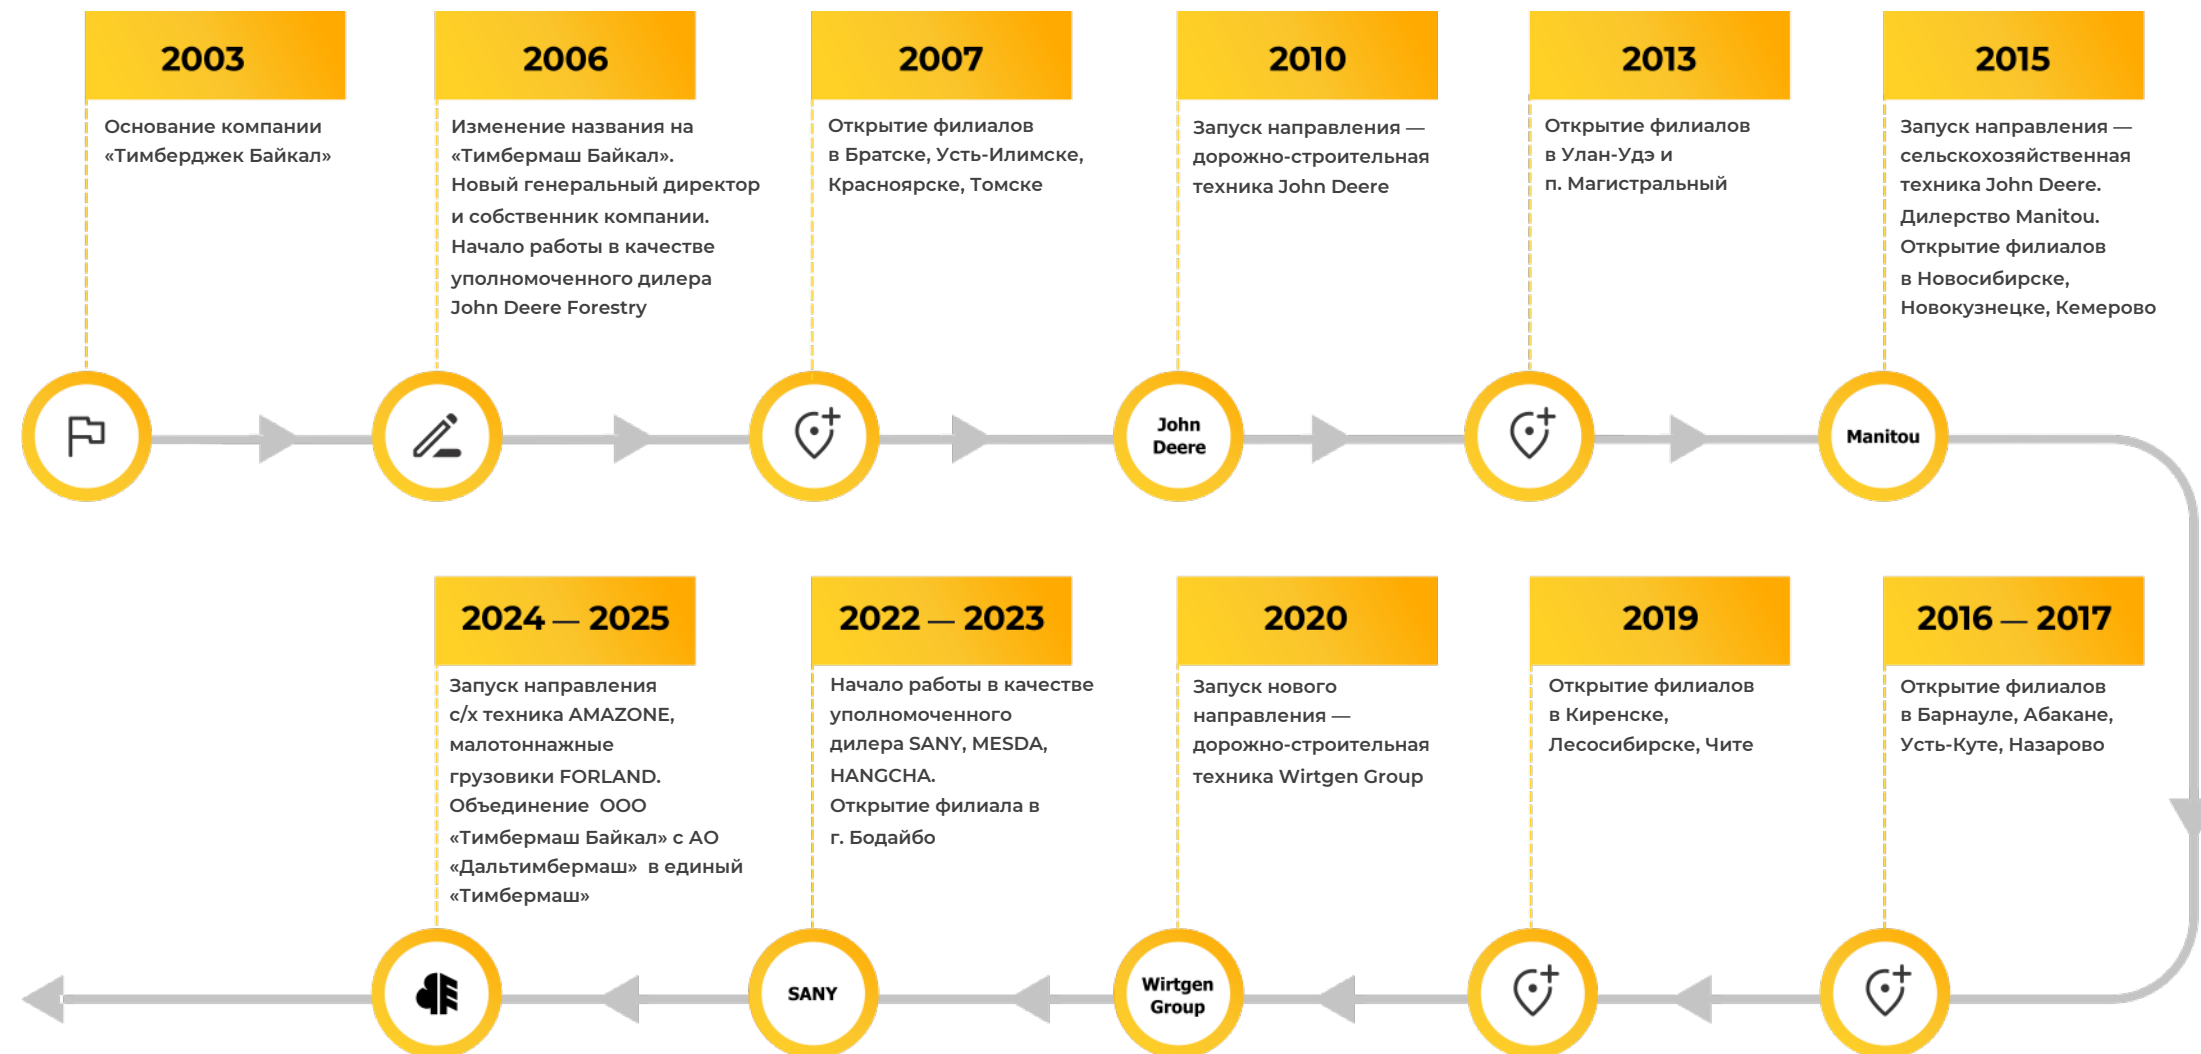 2003
Основание компании
«Тимберджек Байкал»
2006
Изменение названия на
«Тимбермаш Байкал».
Новый генеральный директор
и собственник компании.
Начало работы в качестве
уполномоченного дилера
John Deere Forestry
2007
Открытие филиалов
в Братске, Усть-Илимске,
Красноярске, Томске
2010
Запуск направления —
дорожно-строительная
техника John Deere
John
Deere
2013
Открытие филиалов
в Улан-Удэ и
п. Магистральный
2015
Запуск направления —
сельскохозяйственная
техника John Deere.
Дилерство Manitou.
Открытие филиалов
в Новосибирске,
Новокузнецке, Кемерово
Manitou
2016 — 2017
Открытие филиалов
в Барнауле, Абакане,
Усть-Куте, Назарово
2019
Открытие филиалов
в Киренске,
Лесосибирске, Чите
2020
Запуск нового
направления —
дорожно-строительная
техника Wirtgen Group
Wirtgen
Group
2022 — 2023
Начало работы в качестве
уполномоченного
дилера SANY, MESDA,
HANGCHA.
Открытие филиала в
г. Бодайбо
SANY
2024 — 2025
Запуск направления
с/х техника AMAZONE,
малотоннажные
грузовики FORLAND.
Объединение  ООО
«Тимбермаш Байкал» с АО
«Дальтимбермаш»  в единый
«Тимбермаш»